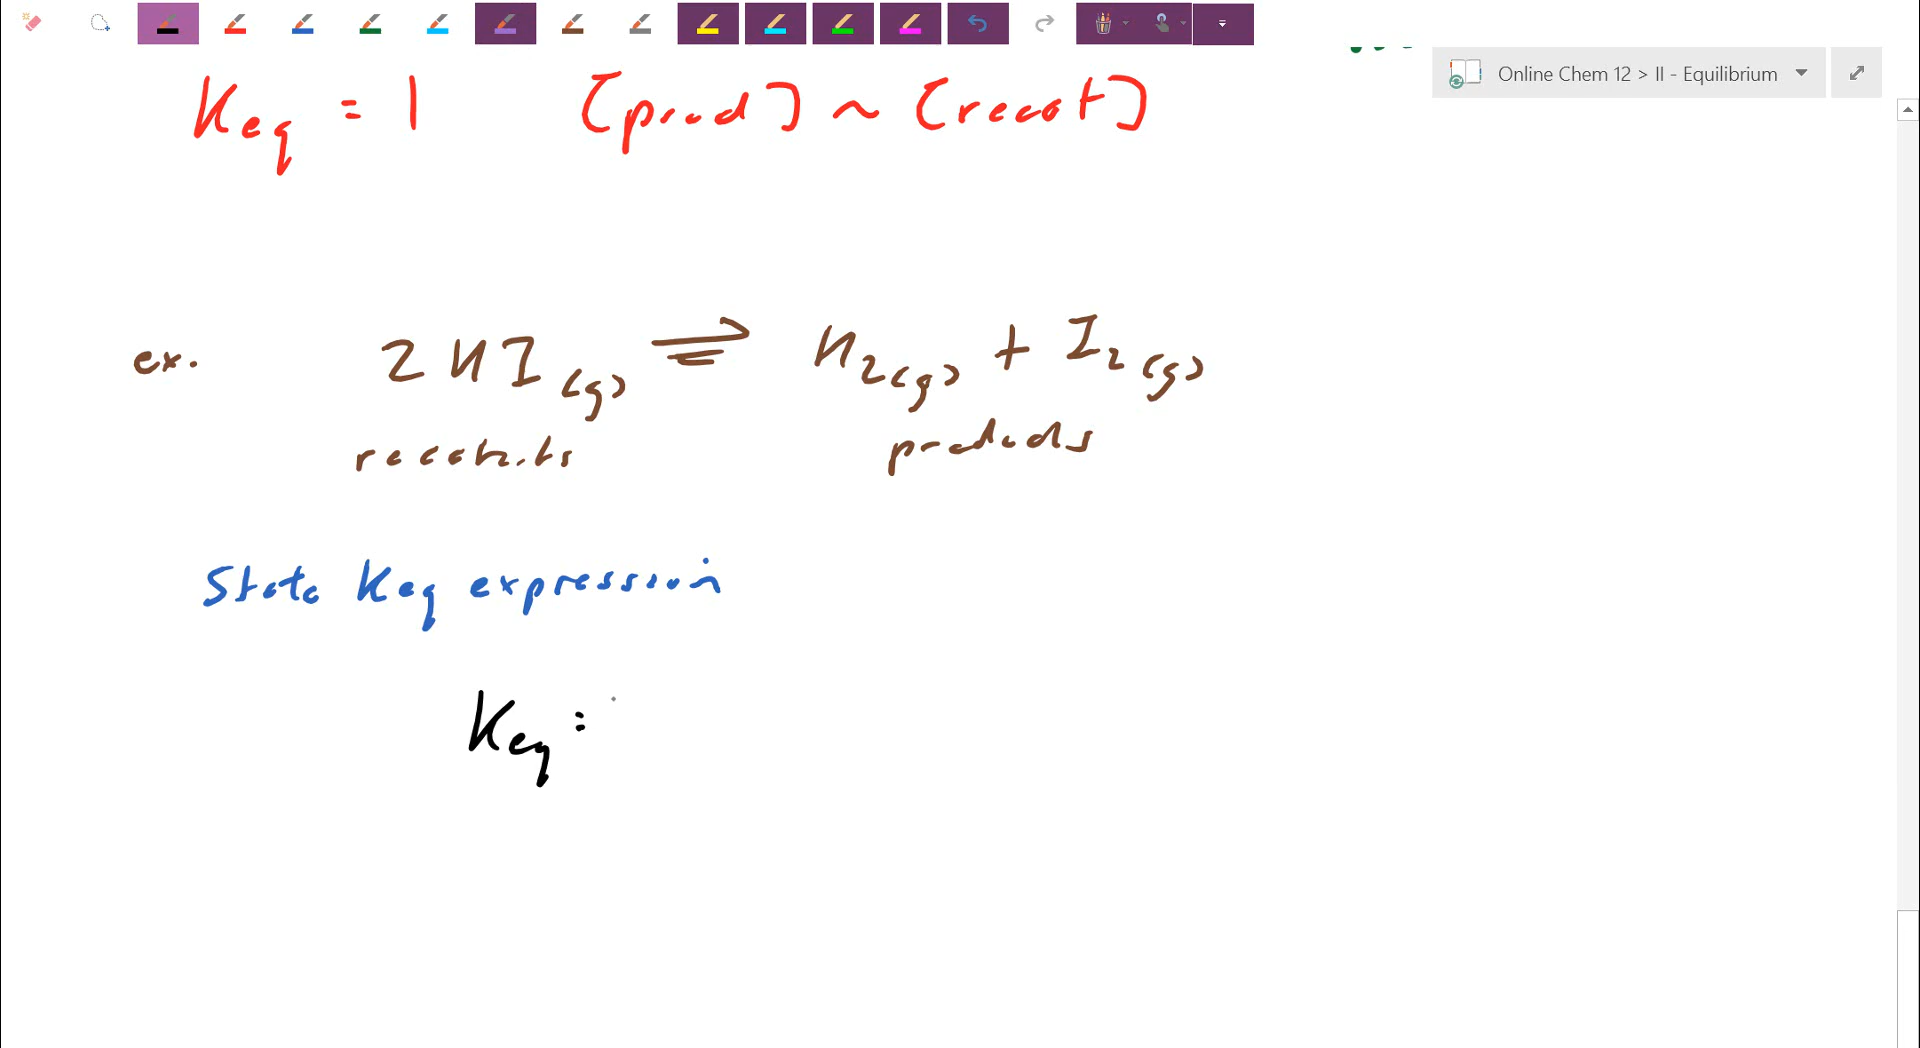 Online Chem 12 > II - Equilibrium
Keq = 1 [prod] ~ [react]
ex. 2HI(g) ⇌ H2(g) + I2(g)
reactants products
State Keq expression
Keq =